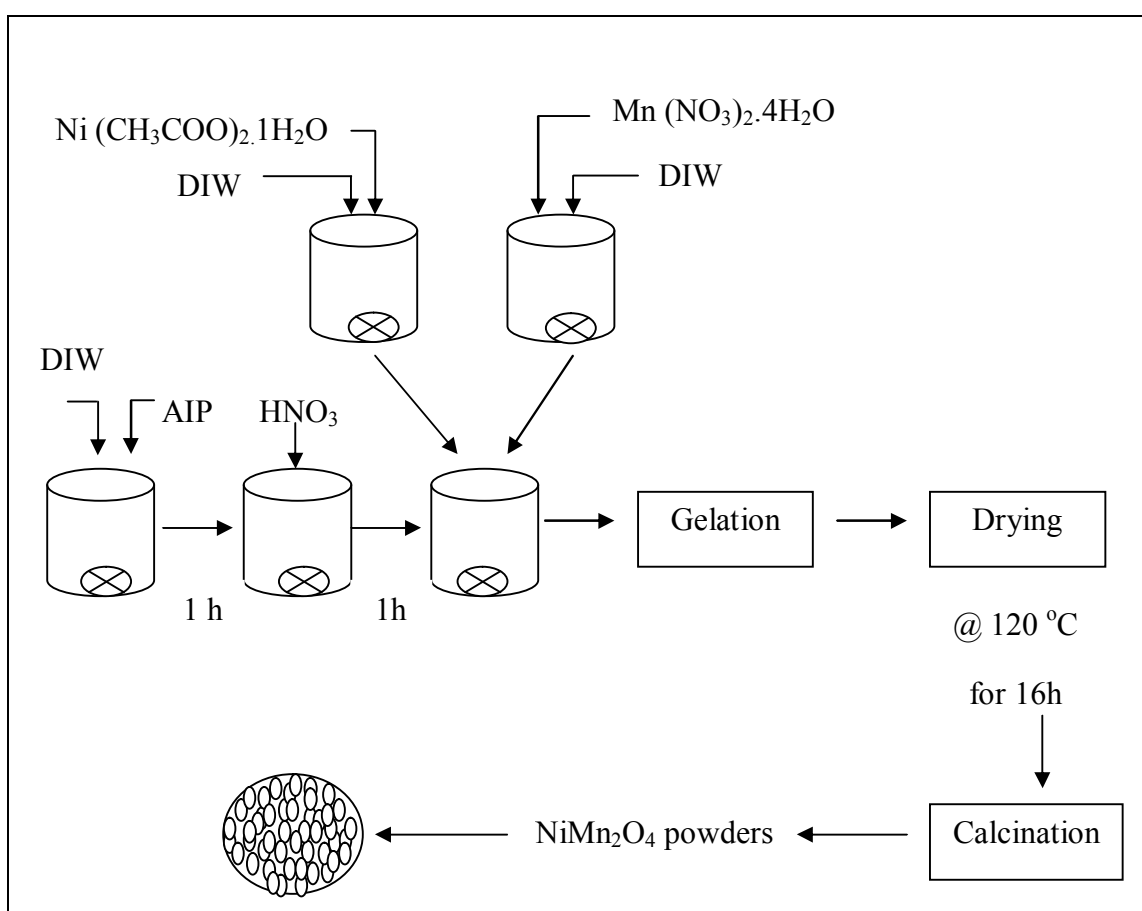 Ni (CH₃COO)₂.1H₂O
Mn (NO₃)₂.4H₂O
DIW
DIW
DIW
AIP
HNO₃
1 h
1h
Gelation
Drying
@ 120 °C
for 16h
Calcination
NiMn₂O₄ powders